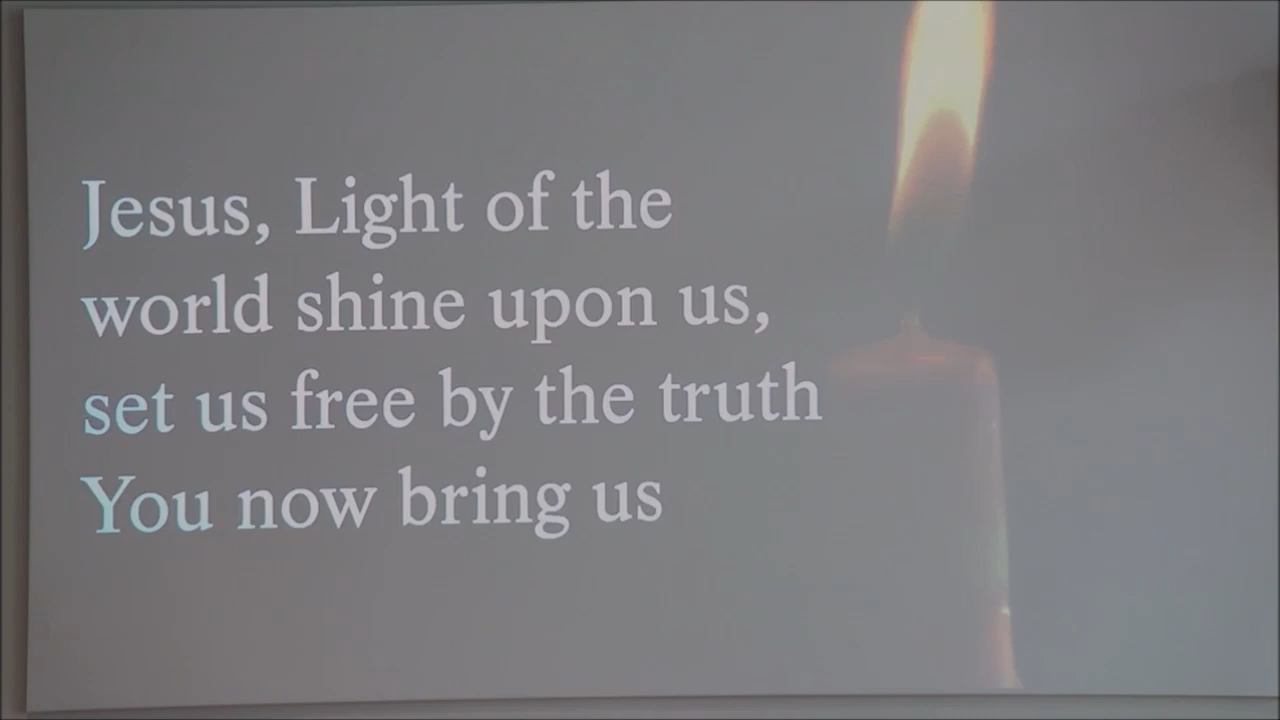 Jesus, Light of the
world shine upon us,
set us free by the truth
You now bring us